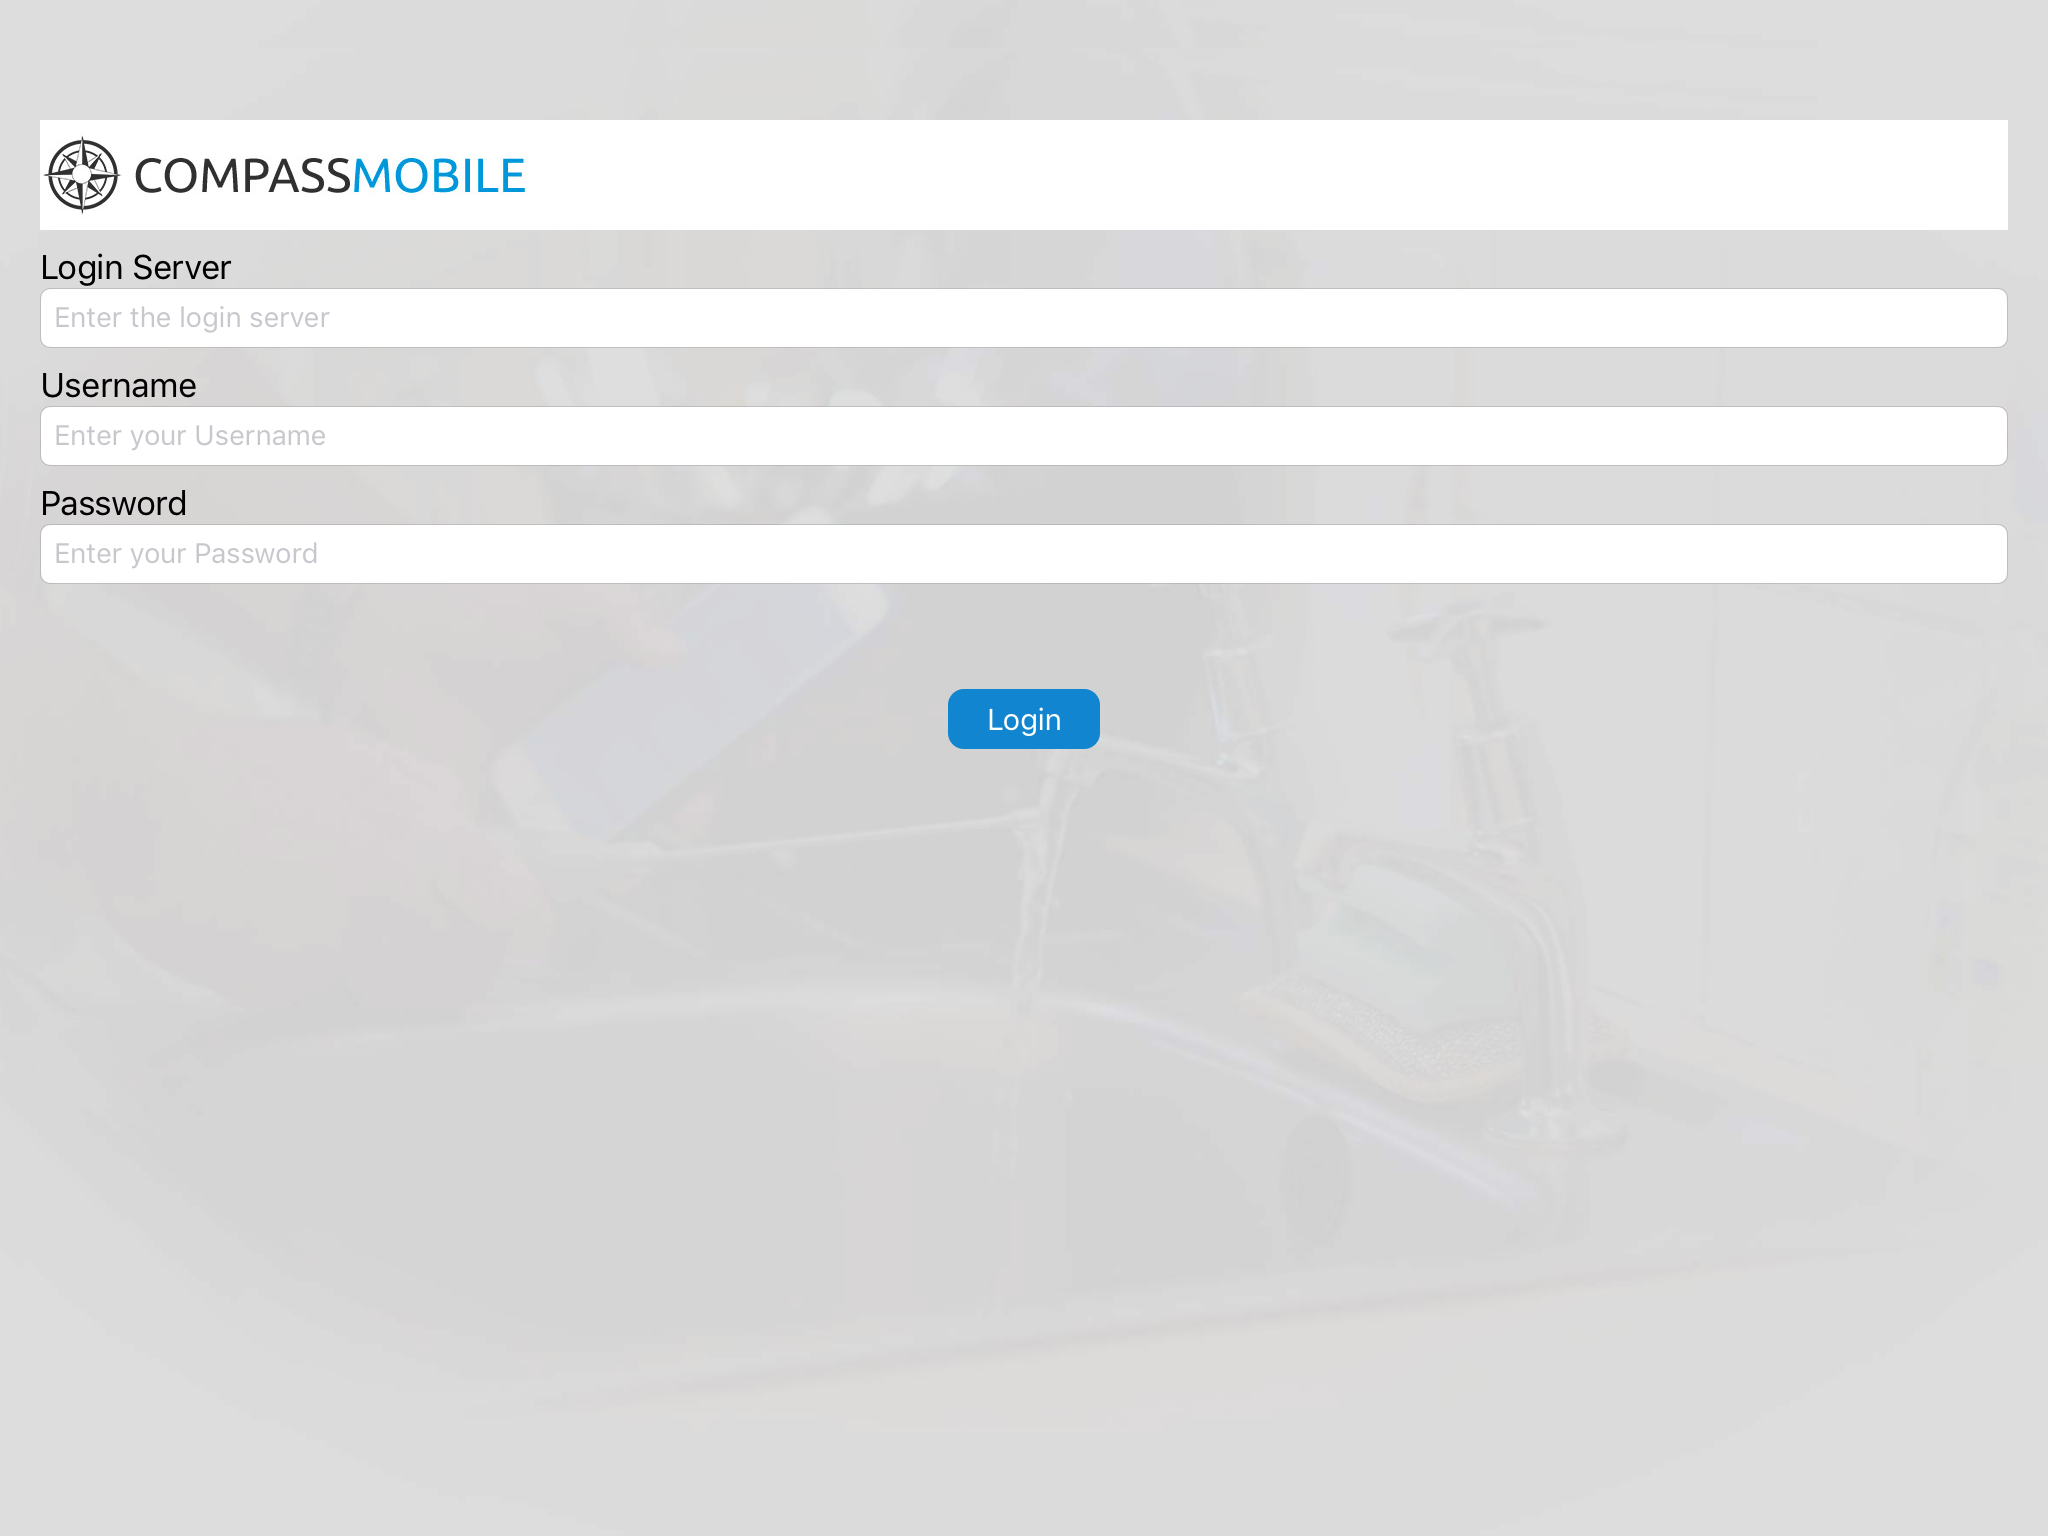 COMPASSMOBILE
Login Server
Enter the login server
Username
Enter your Username
Password
Enter your Password
Login